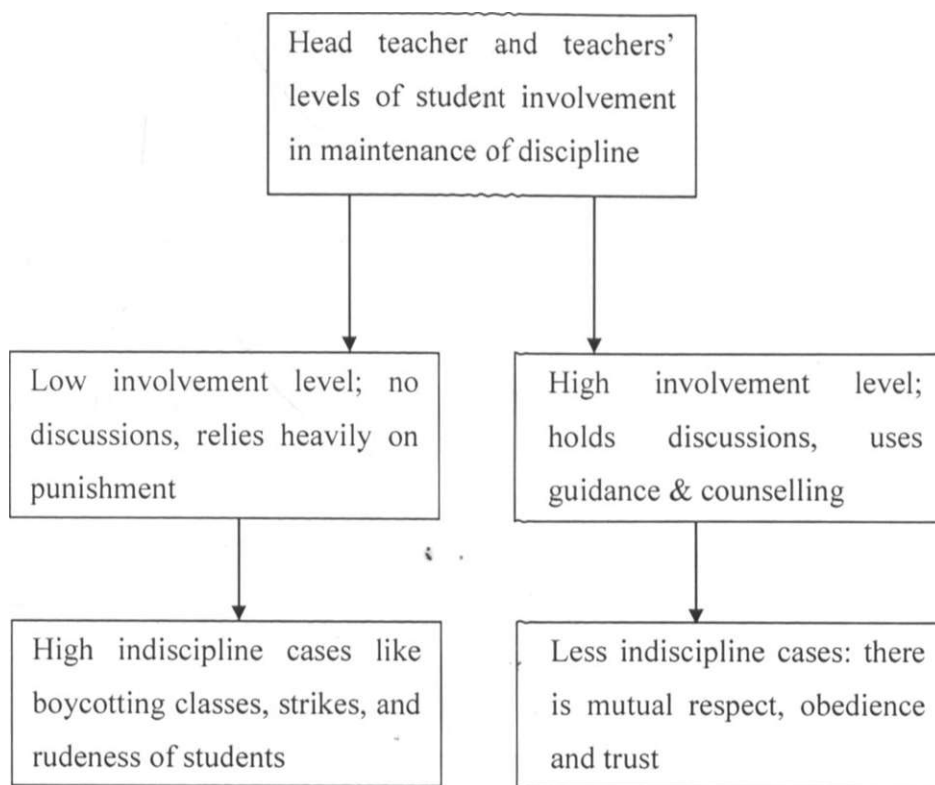 Head teacher and teachers'
levels of student involvement
in maintenance of discipline
Low involvement level; no
discussions, relies heavily on
punishment
High involvement level;
holds discussions, uses
guidance & counselling
High indiscipline cases like
boycotting classes, strikes, and
rudeness of students
Less indiscipline cases: there
is mutual respect, obedience
and trust